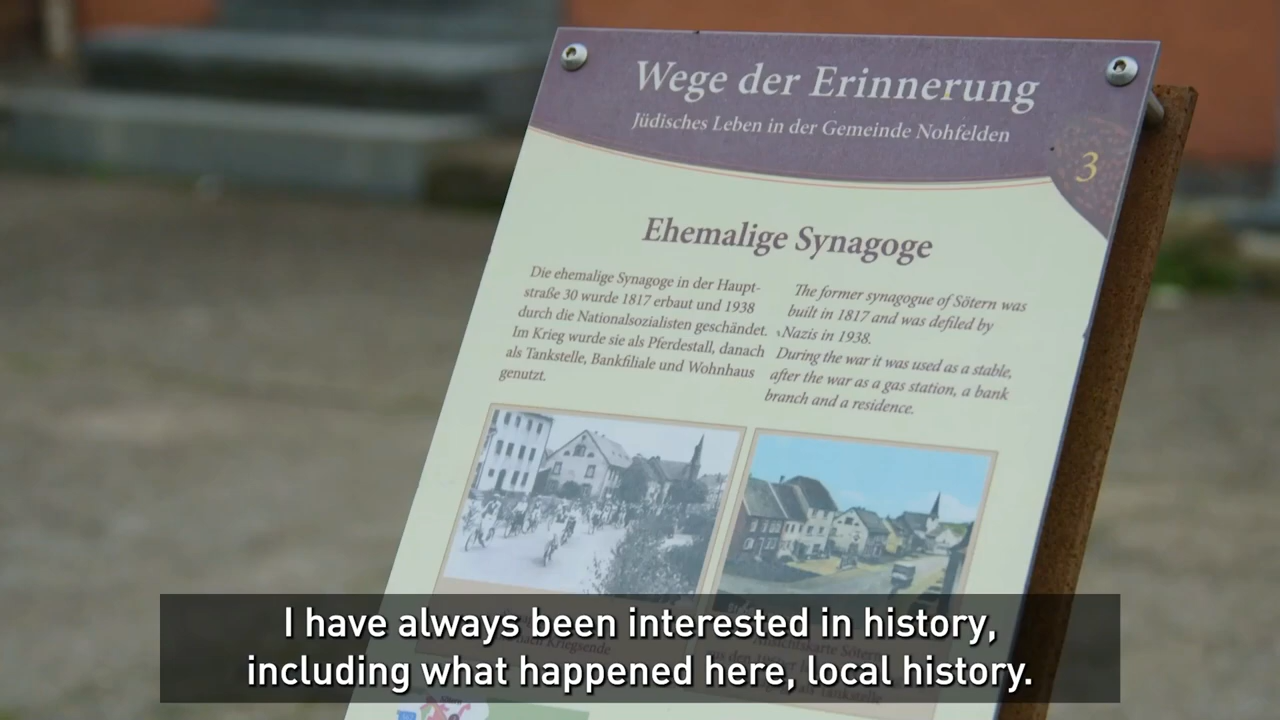 Wege der Erinnerung
Jüdisches Leben in der Gemeinde Nohfelden
3
Ehemalige Synagoge
Die ehemalige Synagoge in der Haupt-
straße 30 wurde 1817 erbaut und 1938
durch die Nationalsozialisten geschändet.
Im Krieg wurde sie als Pferdestall, danach
als Tankstelle, Bankfiliale und Wohnhaus
genutzt.
The former synagogue of Sötern was
built in 1817 and was defiled by
Nazis in 1938.
During the war it was used as a stable,
after the war as a gas station, a bank
branch and a residence.
I have always been interested in history,
including what happened here, local history.